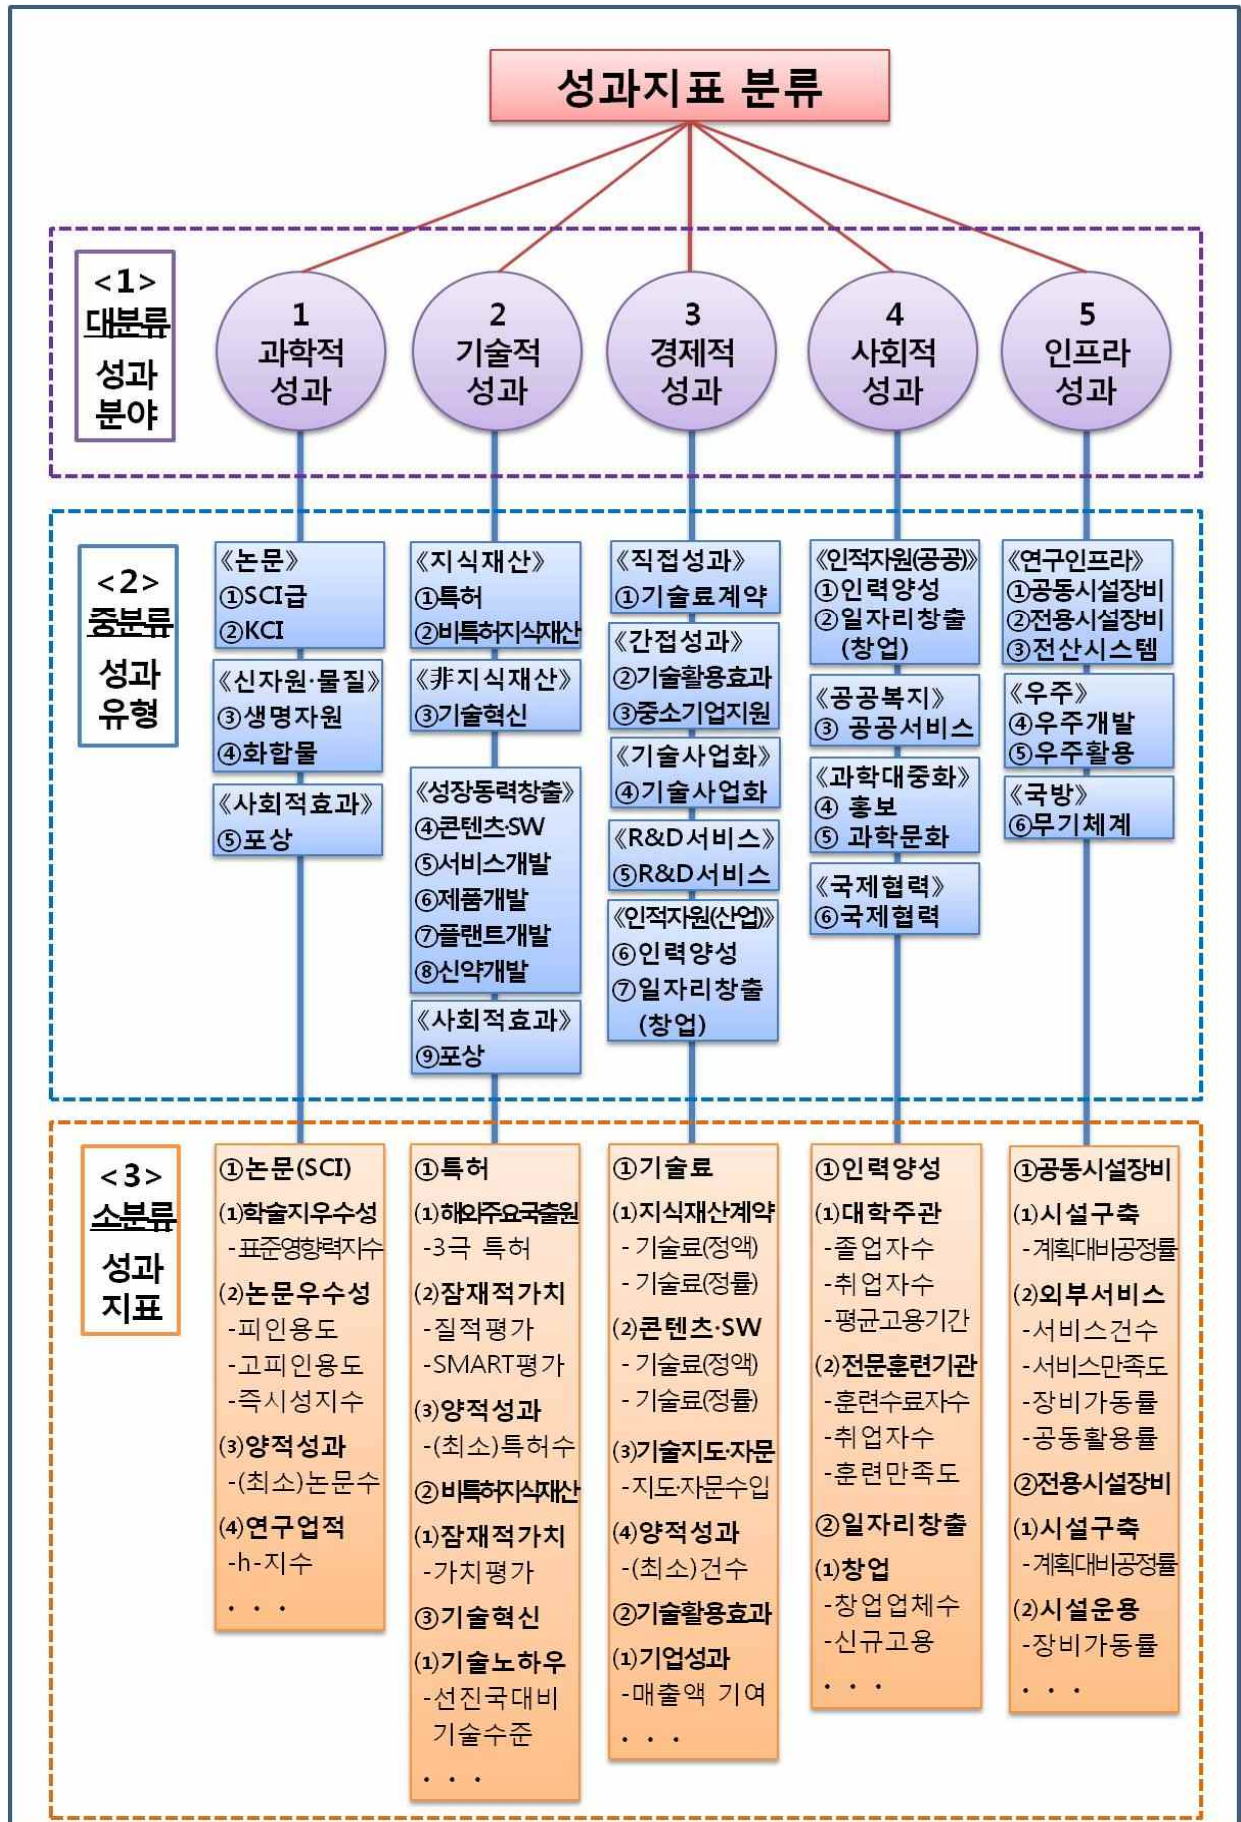 성과지표 분류
<1>
대분류
성과
분야
1
과학적
성과
2
기술적
성과
3
경제적
성과
4
사회적
성과
5
인프라
성과
<2>
중분류
성과
유형
《논문》
①SCI급
②KCI
《신자원·물질》
③생명자원
④화합물
《사회적효과》
⑤포상
《지식재산》
①특허
②비특허지식재산
《非지식재산》
③기술혁신
《성장동력창출》
④콘텐츠·SW
⑤서비스개발
⑥제품개발
⑦플랜트개발
⑧신약개발
《사회적효과》
⑨포상
《직접성과》
①기술료계약
《간접성과》
②기술활용효과
③중소기업지원
《기술사업화》
④기술사업화
《R&D서비스》
⑤R&D서비스
《인적자원(산업)》
⑥인력양성
⑦일자리창출
(창업)
《인적자원(공공)》
①인력양성
②일자리창출
(창업)
《공공복지》
③ 공공서비스
《과학대중화》
④ 홍보
⑤ 과학문화
《국제협력》
⑥국제협력
《연구인프라》
①공동시설장비
②전용시설장비
③전산시스템
《우주》
④우주개발
⑤우주활용
《국방》
⑥무기체계
<3>
소분류
성과
지표
①논문(SCI)
(1)학술지우수성
-표준영향력지수
(2)논문우수성
-피인용도
-고피인용도
-즉시성지수
(3)양적성과
-(최소)논문수
(4)연구업적
-h-지수
. . .
①특허
(1)해외주요국출원
-3극 특허
(2)잠재적가치
-질적평가
-SMART평가
(3)양적성과
-(최소)특허수
②비특허지식재산
(1)잠재적가치
-가치평가
③기술혁신
(1)기술노하우
-선진국대비
기술수준
. . .
①기술료
(1)지식재산계약
-기술료(정액)
-기술료(정률)
(2)콘텐츠·SW
-기술료(정액)
-기술료(정률)
(3)기술지도·자문
-지도·자문수입
(4)양적성과
-(최소)건수
②기술활용효과
(1)기업성과
-매출액 기여
. . .
①인력양성
(1)대학주관
-졸업자수
-취업자수
-평균고용기간
(2)전문훈련기관
-훈련수료자수
-취업자수
-훈련만족도
②일자리창출
(1)창업
-창업업체수
-신규고용
. . .
①공동시설장비
(1)시설구축
-계획대비공정률
(2)외부서비스
-서비스건수
-서비스만족도
-장비가동률
-공동활용률
②전용시설장비
(1)시설구축
-계획대비공정률
(2)시설운용
-장비가동률
. . .